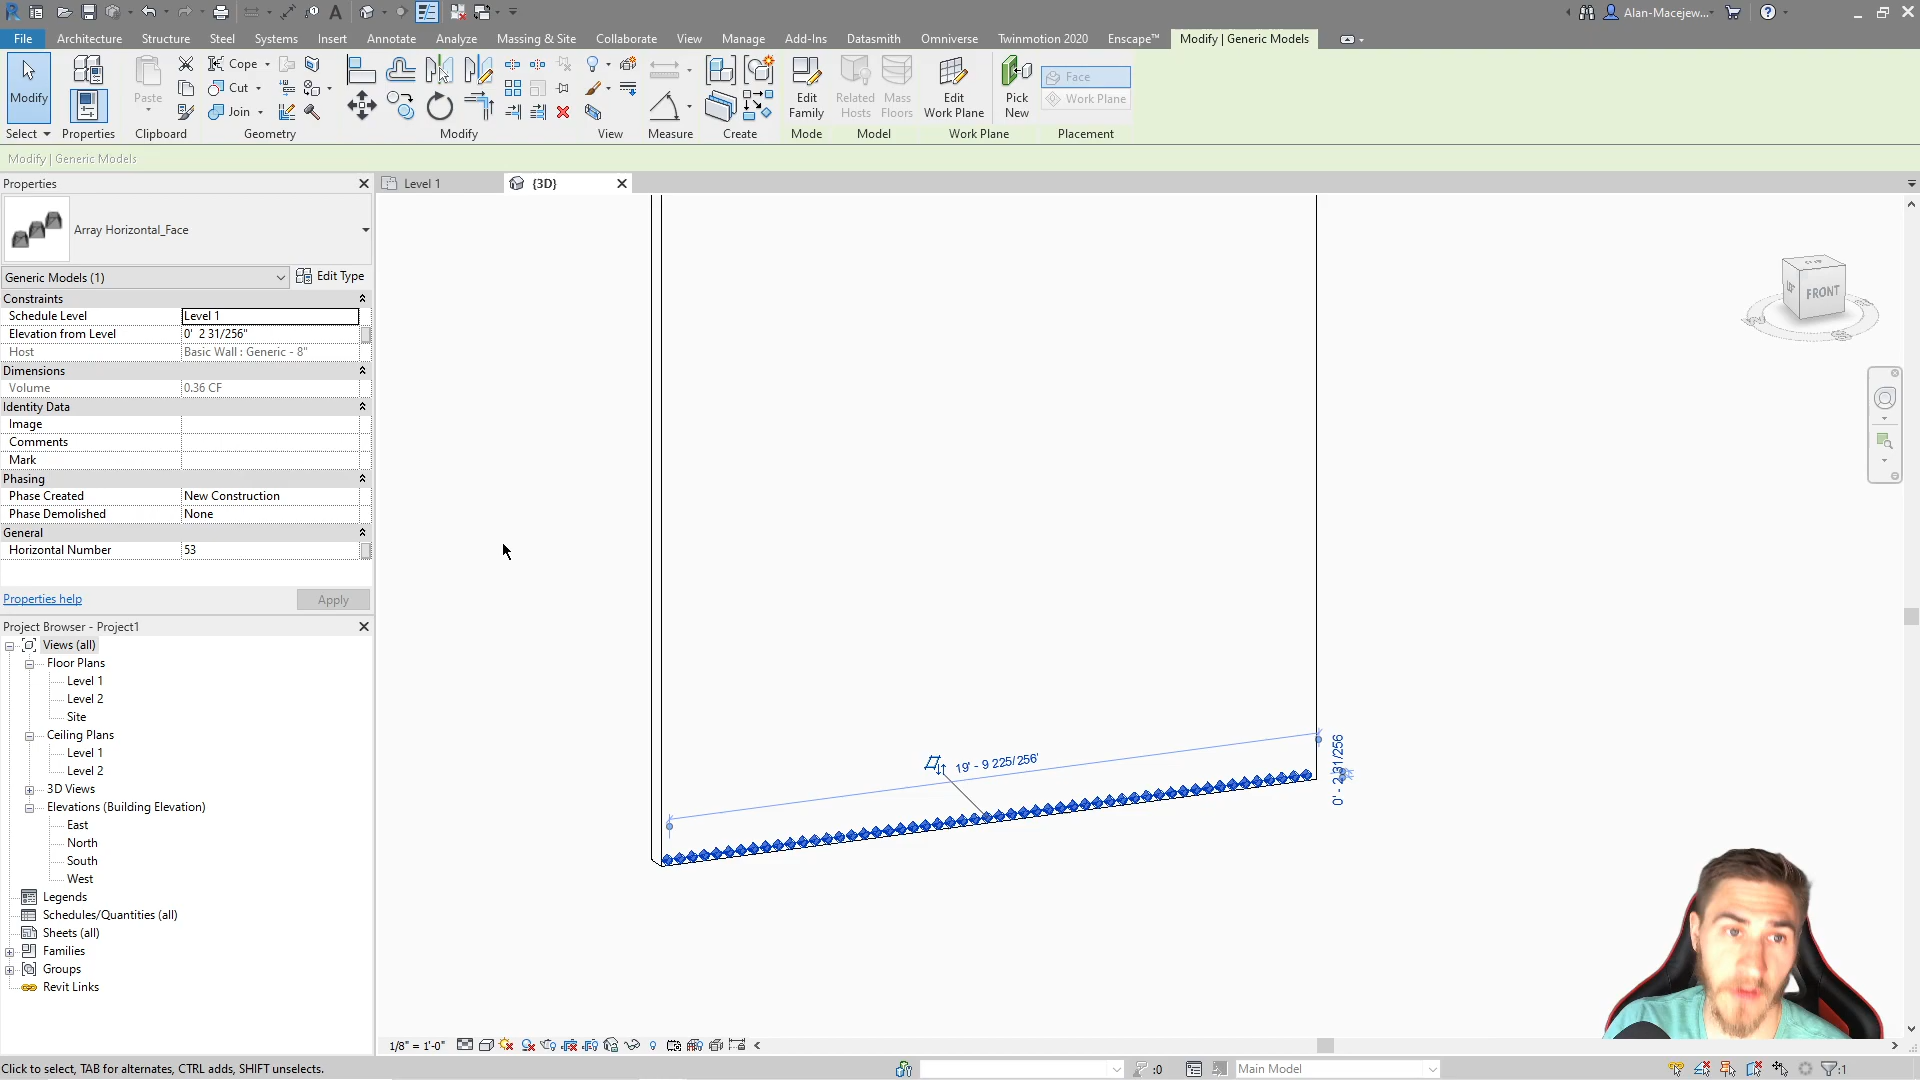 Alan-Macejew...
File Architecture Structure Steel Systems Insert Annotate Analyze Massing & Site Collaborate View Manage Add-Ins Datasmith Omniverse Twinmotion 2020 Enscape™ Modify | Generic Models
Modify
Paste
Cope
Cut
Join
Edit Family
Related Hosts
Mass Floors
Edit Work Plane
Pick New
Face
Work Plane
Select Properties Clipboard Geometry Modify View Measure Create Mode Model Work Plane Placement
Modify | Generic Models
Properties
Array Horizontal_Face
Generic Models (1) Edit Type
Constraints
Schedule Level Level 1
Elevation from Level 0' 2 31/256"
Host Basic Wall : Generic - 8"
Dimensions
Volume 0.36 CF
Identity Data
Image
Comments
Mark
Phasing
Phase Created New Construction
Phase Demolished None
General
Horizontal Number 53
Properties help Apply
Project Browser - Project1
Views (all)
Floor Plans
Level 1
Level 2
Site
Ceiling Plans
Level 1
Level 2
3D Views
Elevations (Building Elevation)
East
North
South
West
Legends
Schedules/Quantities (all)
Sheets (all)
Families
Groups
Revit Links
Level 1 {3D}
FRONT
19' - 9 225/256"
0' - 2 31/256
1/8" = 1'-0"
Click to select, TAB for alternates, CTRL adds, SHIFT unselects.
:0
Main Model
:1